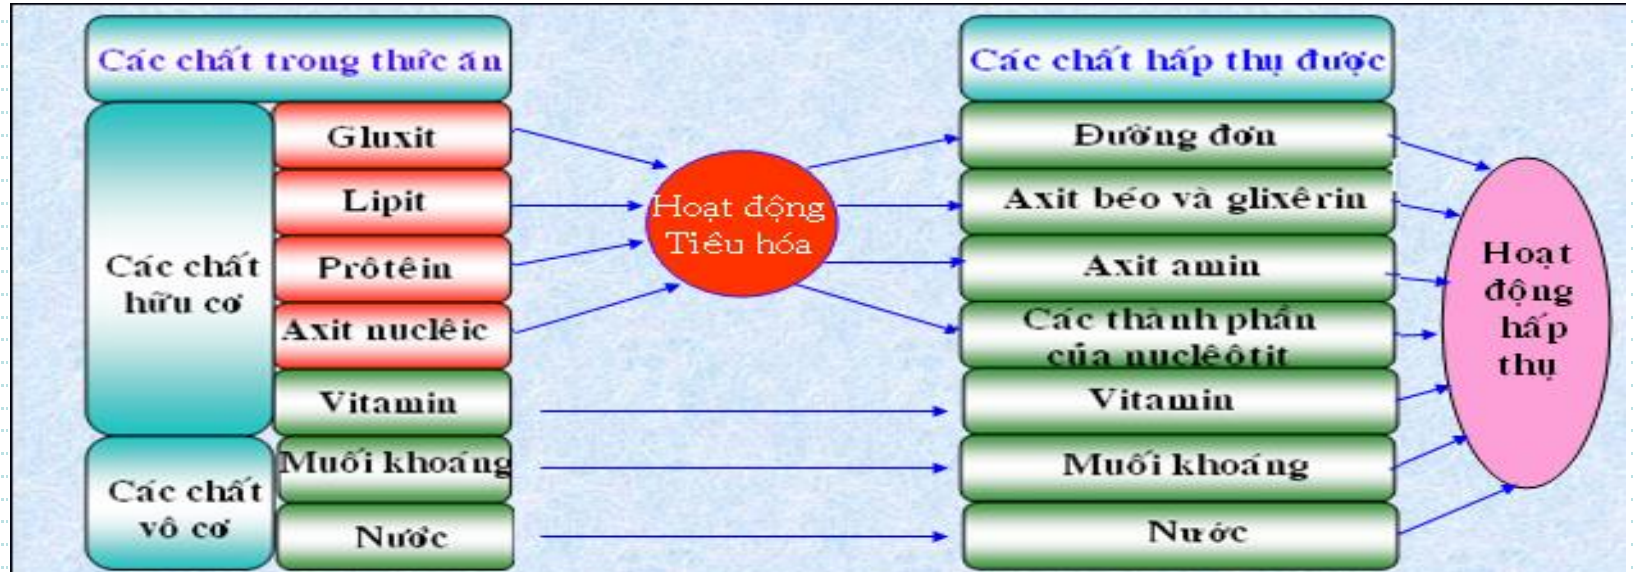 Các chất trong thức ăn
Các chất hấp thụ được
Các chất
hữu cơ
Gluxit
Lipit
Prôtêin
Axit nuclêic
Vitamin
Các chất
vô cơ
Muối khoáng
Nước
Hoạt động
Tiêu hóa
Đường đơn
Axit béo và glixêrin
Axit amin
Các thành phần
của nuclêôtit
Vitamin
Muối khoáng
Nước
Hoạt
động
hấp
thụ